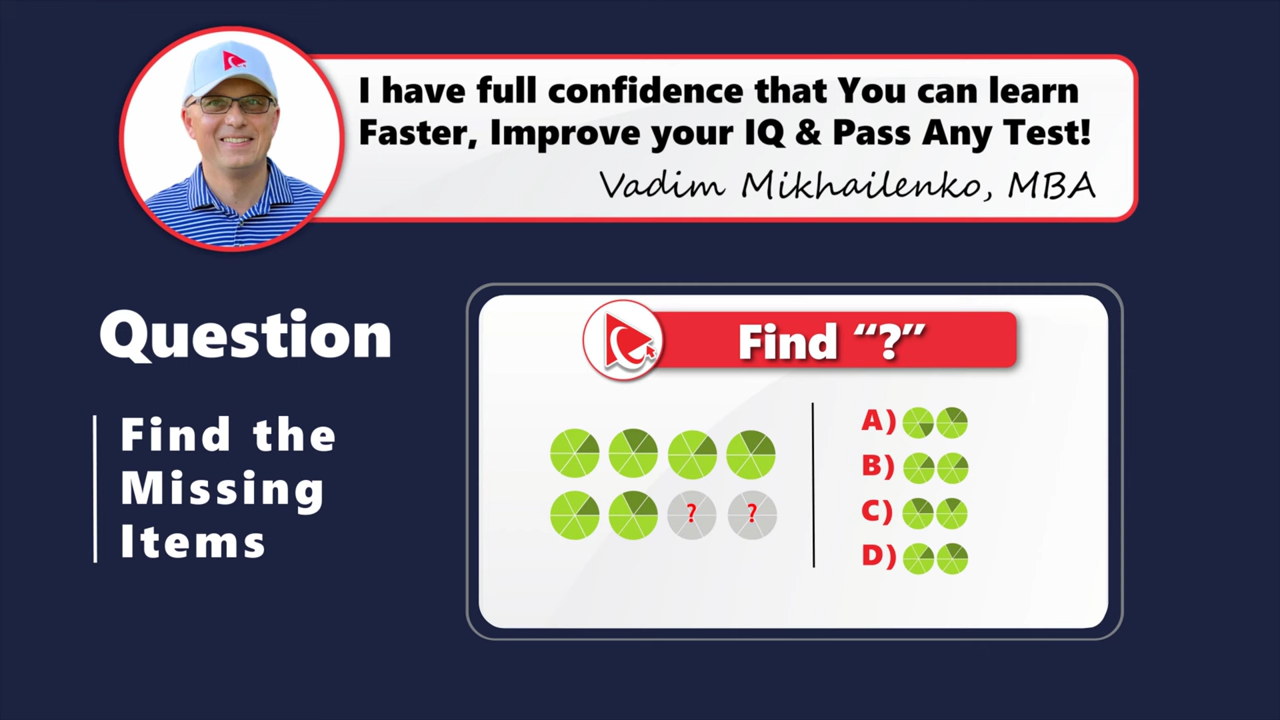 I have full confidence that You can learn
Faster, Improve your IQ & Pass Any Test!
Vadim Mikhailenko, MBA
Question
Find the
Missing
Items
Find “?”
? ?
A)
B)
C)
D)